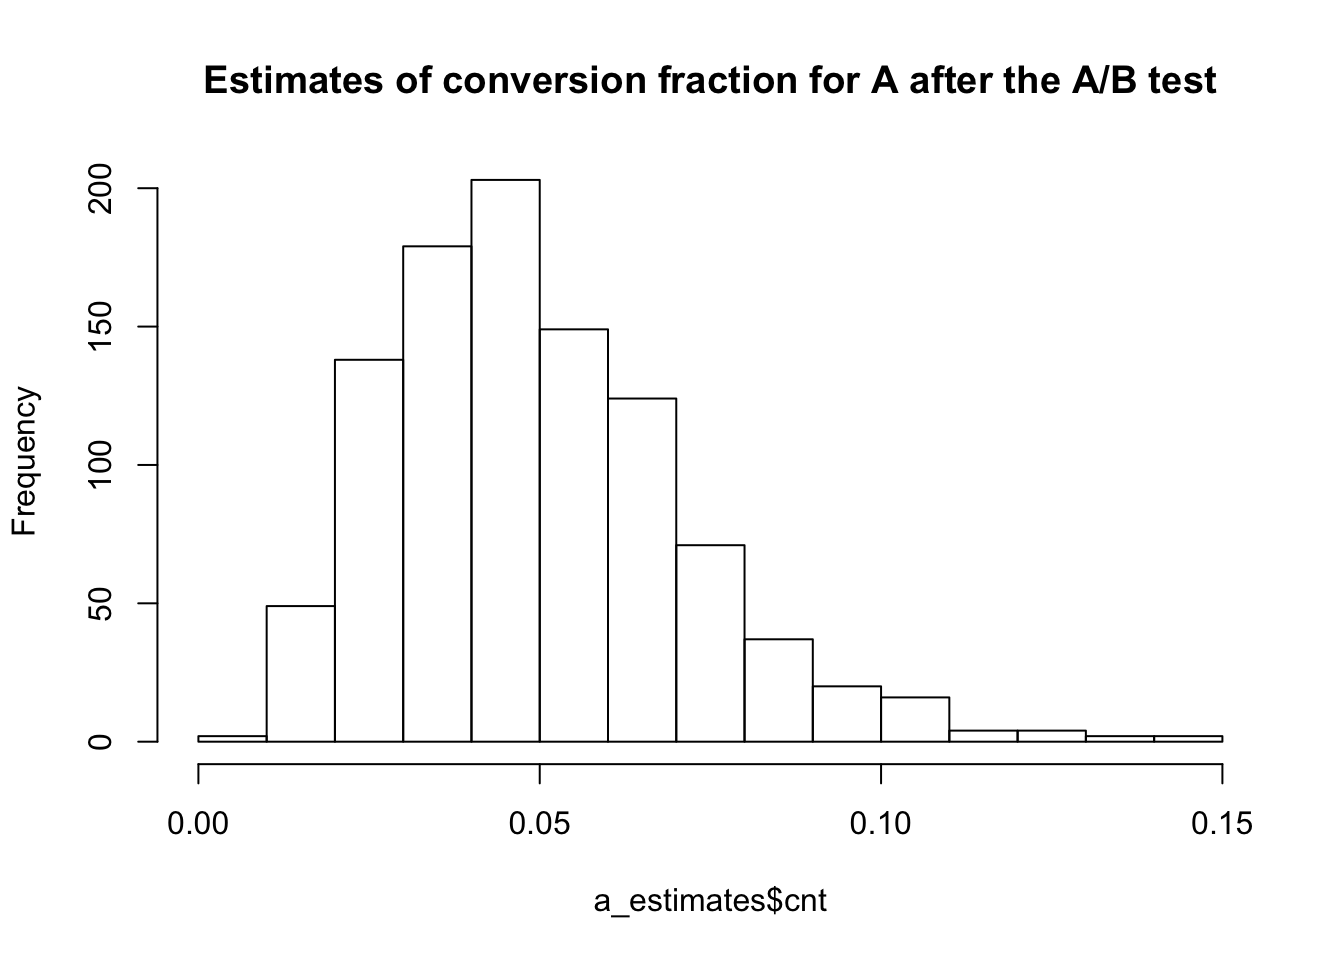 Estimates of conversion fraction for A after the A/B test
200
150
100
50
0
Frequency
0.00 0.05 0.10 0.15
a_estimates$cnt